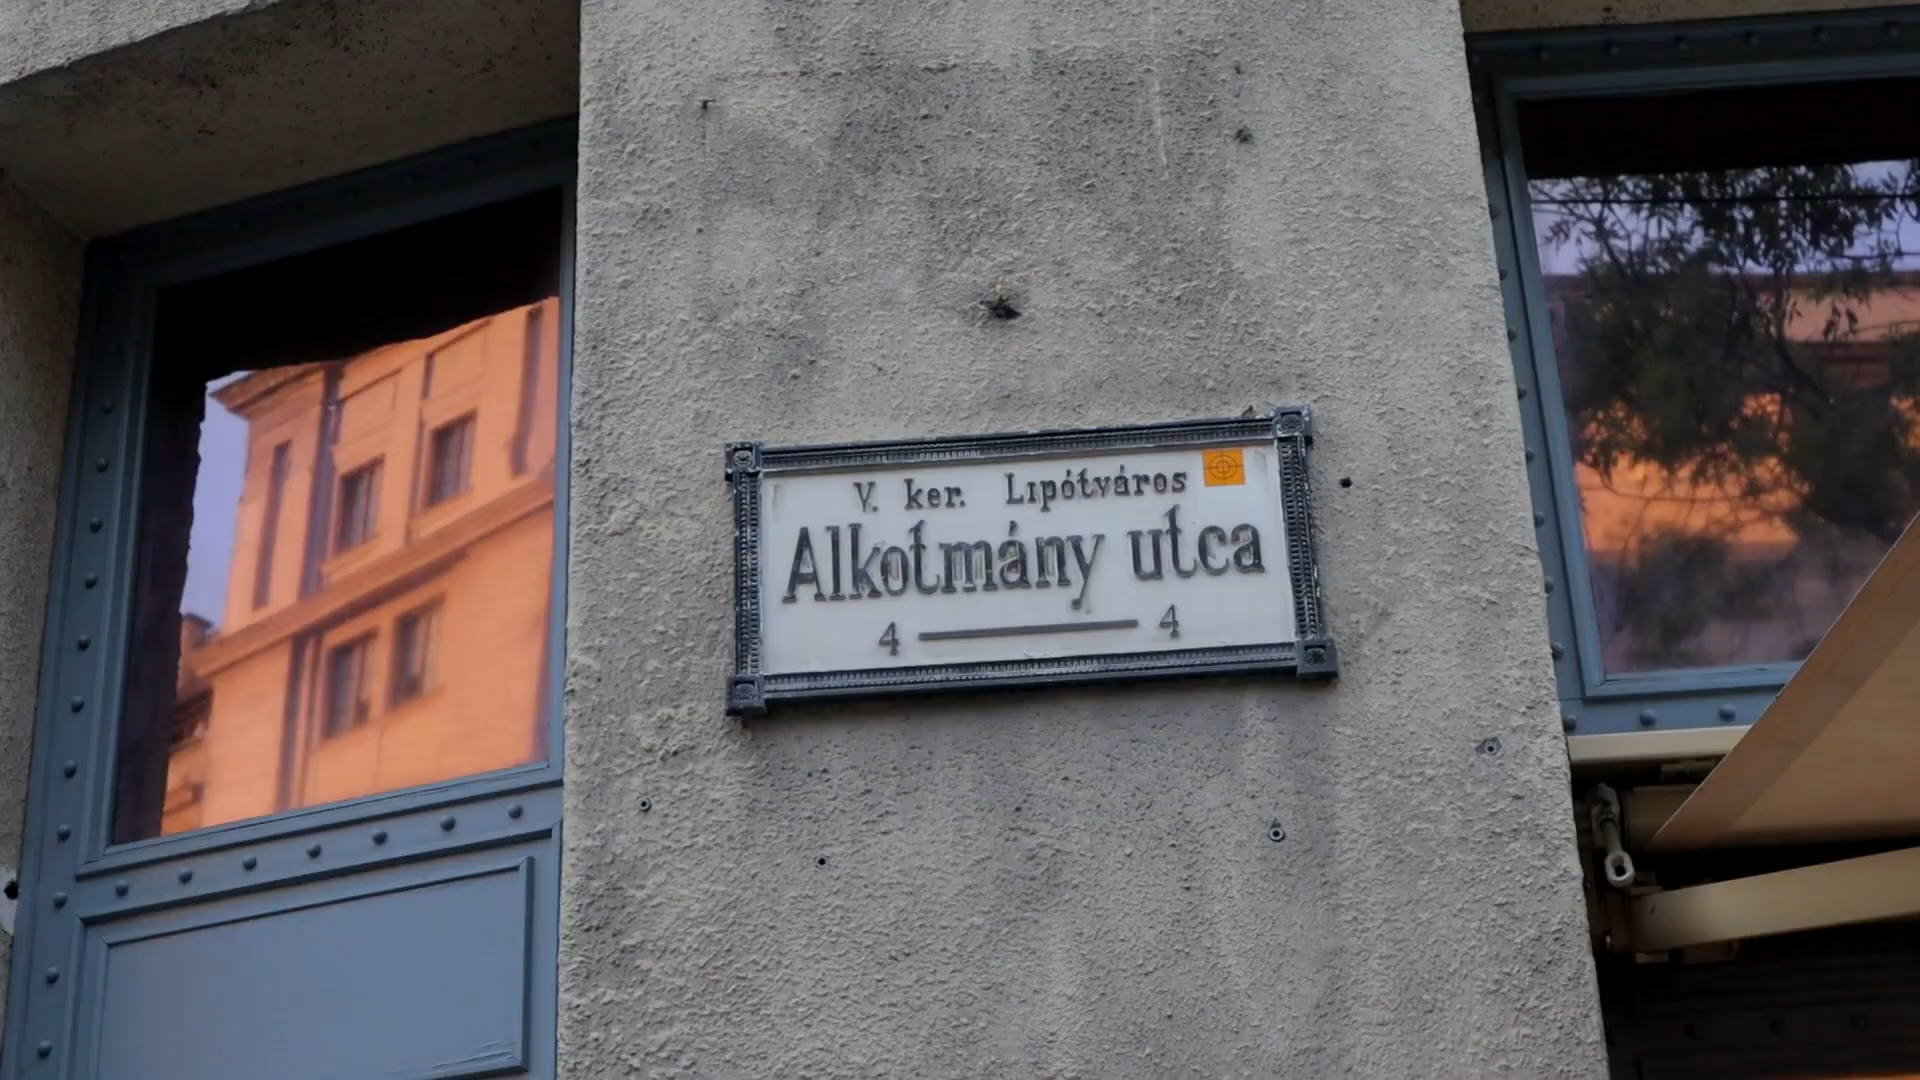 V. ker. Lipótváros
Alkotmány utca
4 — 4